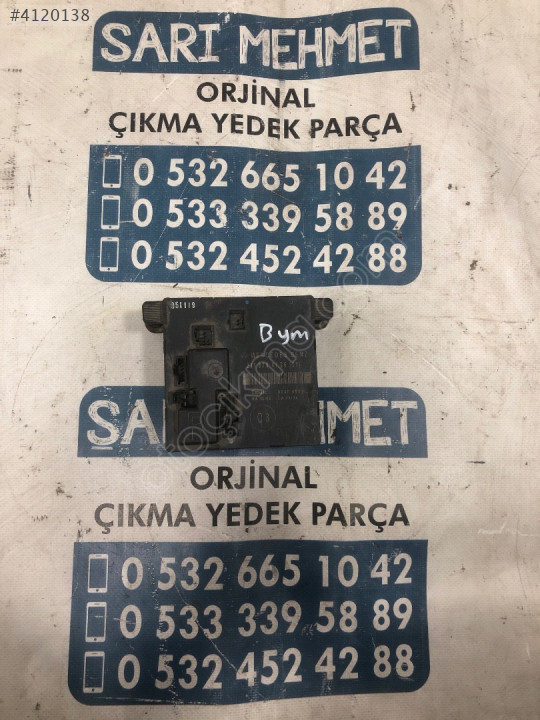 #4120138
SARI MEHMET
ORJİNAL
ÇIKMA YEDEK PARÇA
0 532 665 10 42
0 533 339 58 89
0 532 452 42 88
351119
Bym
MET
ORJİNAL
ÇIKMA YEDEK PARÇA
0 532 665 10 42
0 533 339 58 89
0 532 452 42 88